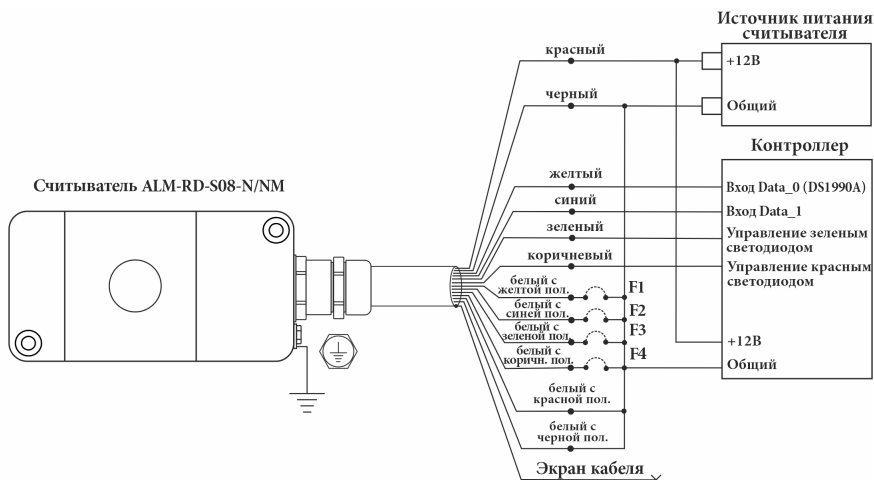 Источник питания
считывателя
красный
+12В
черный
Общий
Контроллер
Считыватель ALM-RD-S08-N/NM
желтый
Вход Data_0 (DS1990A)
синий
Вход Data_1
зеленый
Управление зеленым
светодиодом
коричневый
Управление красным
светодиодом
белый с
желтой пол.
F1
белый с
синей пол.
F2
белый с
зеленой пол.
F3
белый с
коричн. пол.
F4
+12В
Общий
белый с
красной пол.
белый с
черной пол.
Экран кабеля